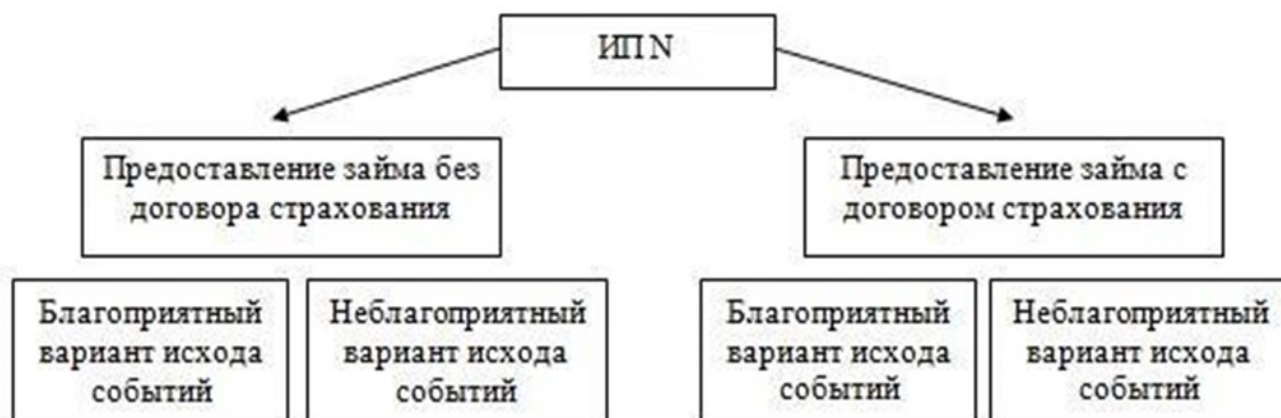 ИП N
Предоставление займа без
договора страхования
Предоставление займа с
договором страхования
Благоприятный
вариант исхода
событий
Неблагоприятный
вариант исхода
событий
Благоприятный
вариант исхода
событий
Неблагоприятный
вариант исхода
событий